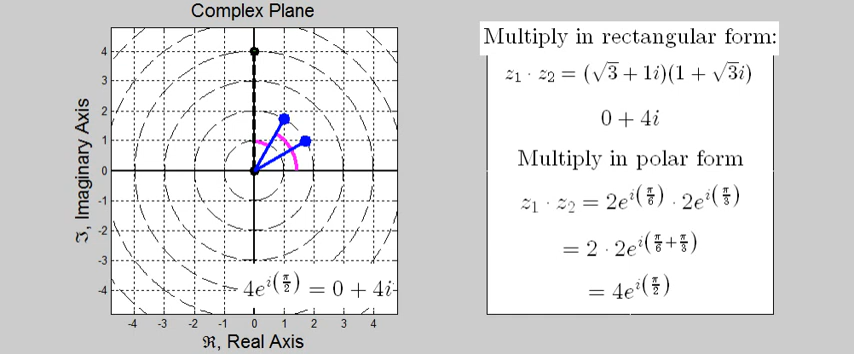 Complex Plane
4
3
2
1
0
-1
-2
-3
-4
-4 -3 -2 -1 0 1 2 3 4
ℑ, Imaginary Axis
ℜ, Real Axis
4e^{i(π/2)} = 0 + 4i
Multiply in rectangular form:
z₁ · z₂ = (√3 + 1i)(1 + √3i)
0 + 4i
Multiply in polar form
z₁ · z₂ = 2e^{i(π/6)} · 2e^{i(π/3)}
= 2 · 2e^{i(π/6+π/3)}
= 4e^{i(π/2)}